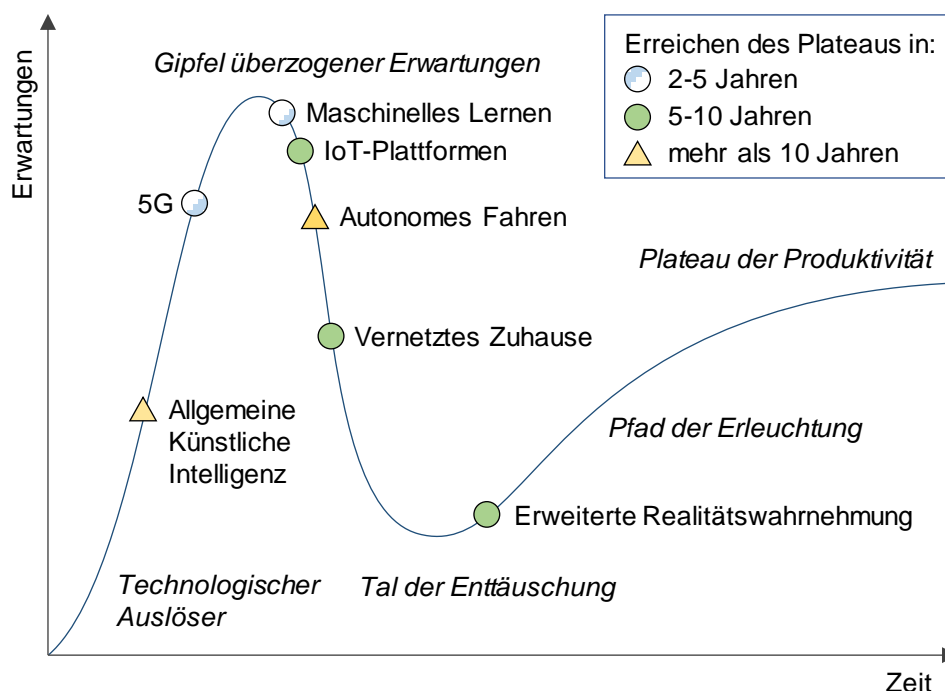 Erwartungen
Gipfel überzogener Erwartungen
Erreichen des Plateaus in:
2-5 Jahren
5-10 Jahren
mehr als 10 Jahren
Maschinelles Lernen
IoT-Plattformen
5G
Autonomes Fahren
Plateau der Produktivität
Vernetztes Zuhause
Allgemeine
Künstliche
Intelligenz
Pfad der Erleuchtung
Erweiterte Realitätswahrnehmung
Technologischer
Auslöser
Tal der Enttäuschung
Zeit